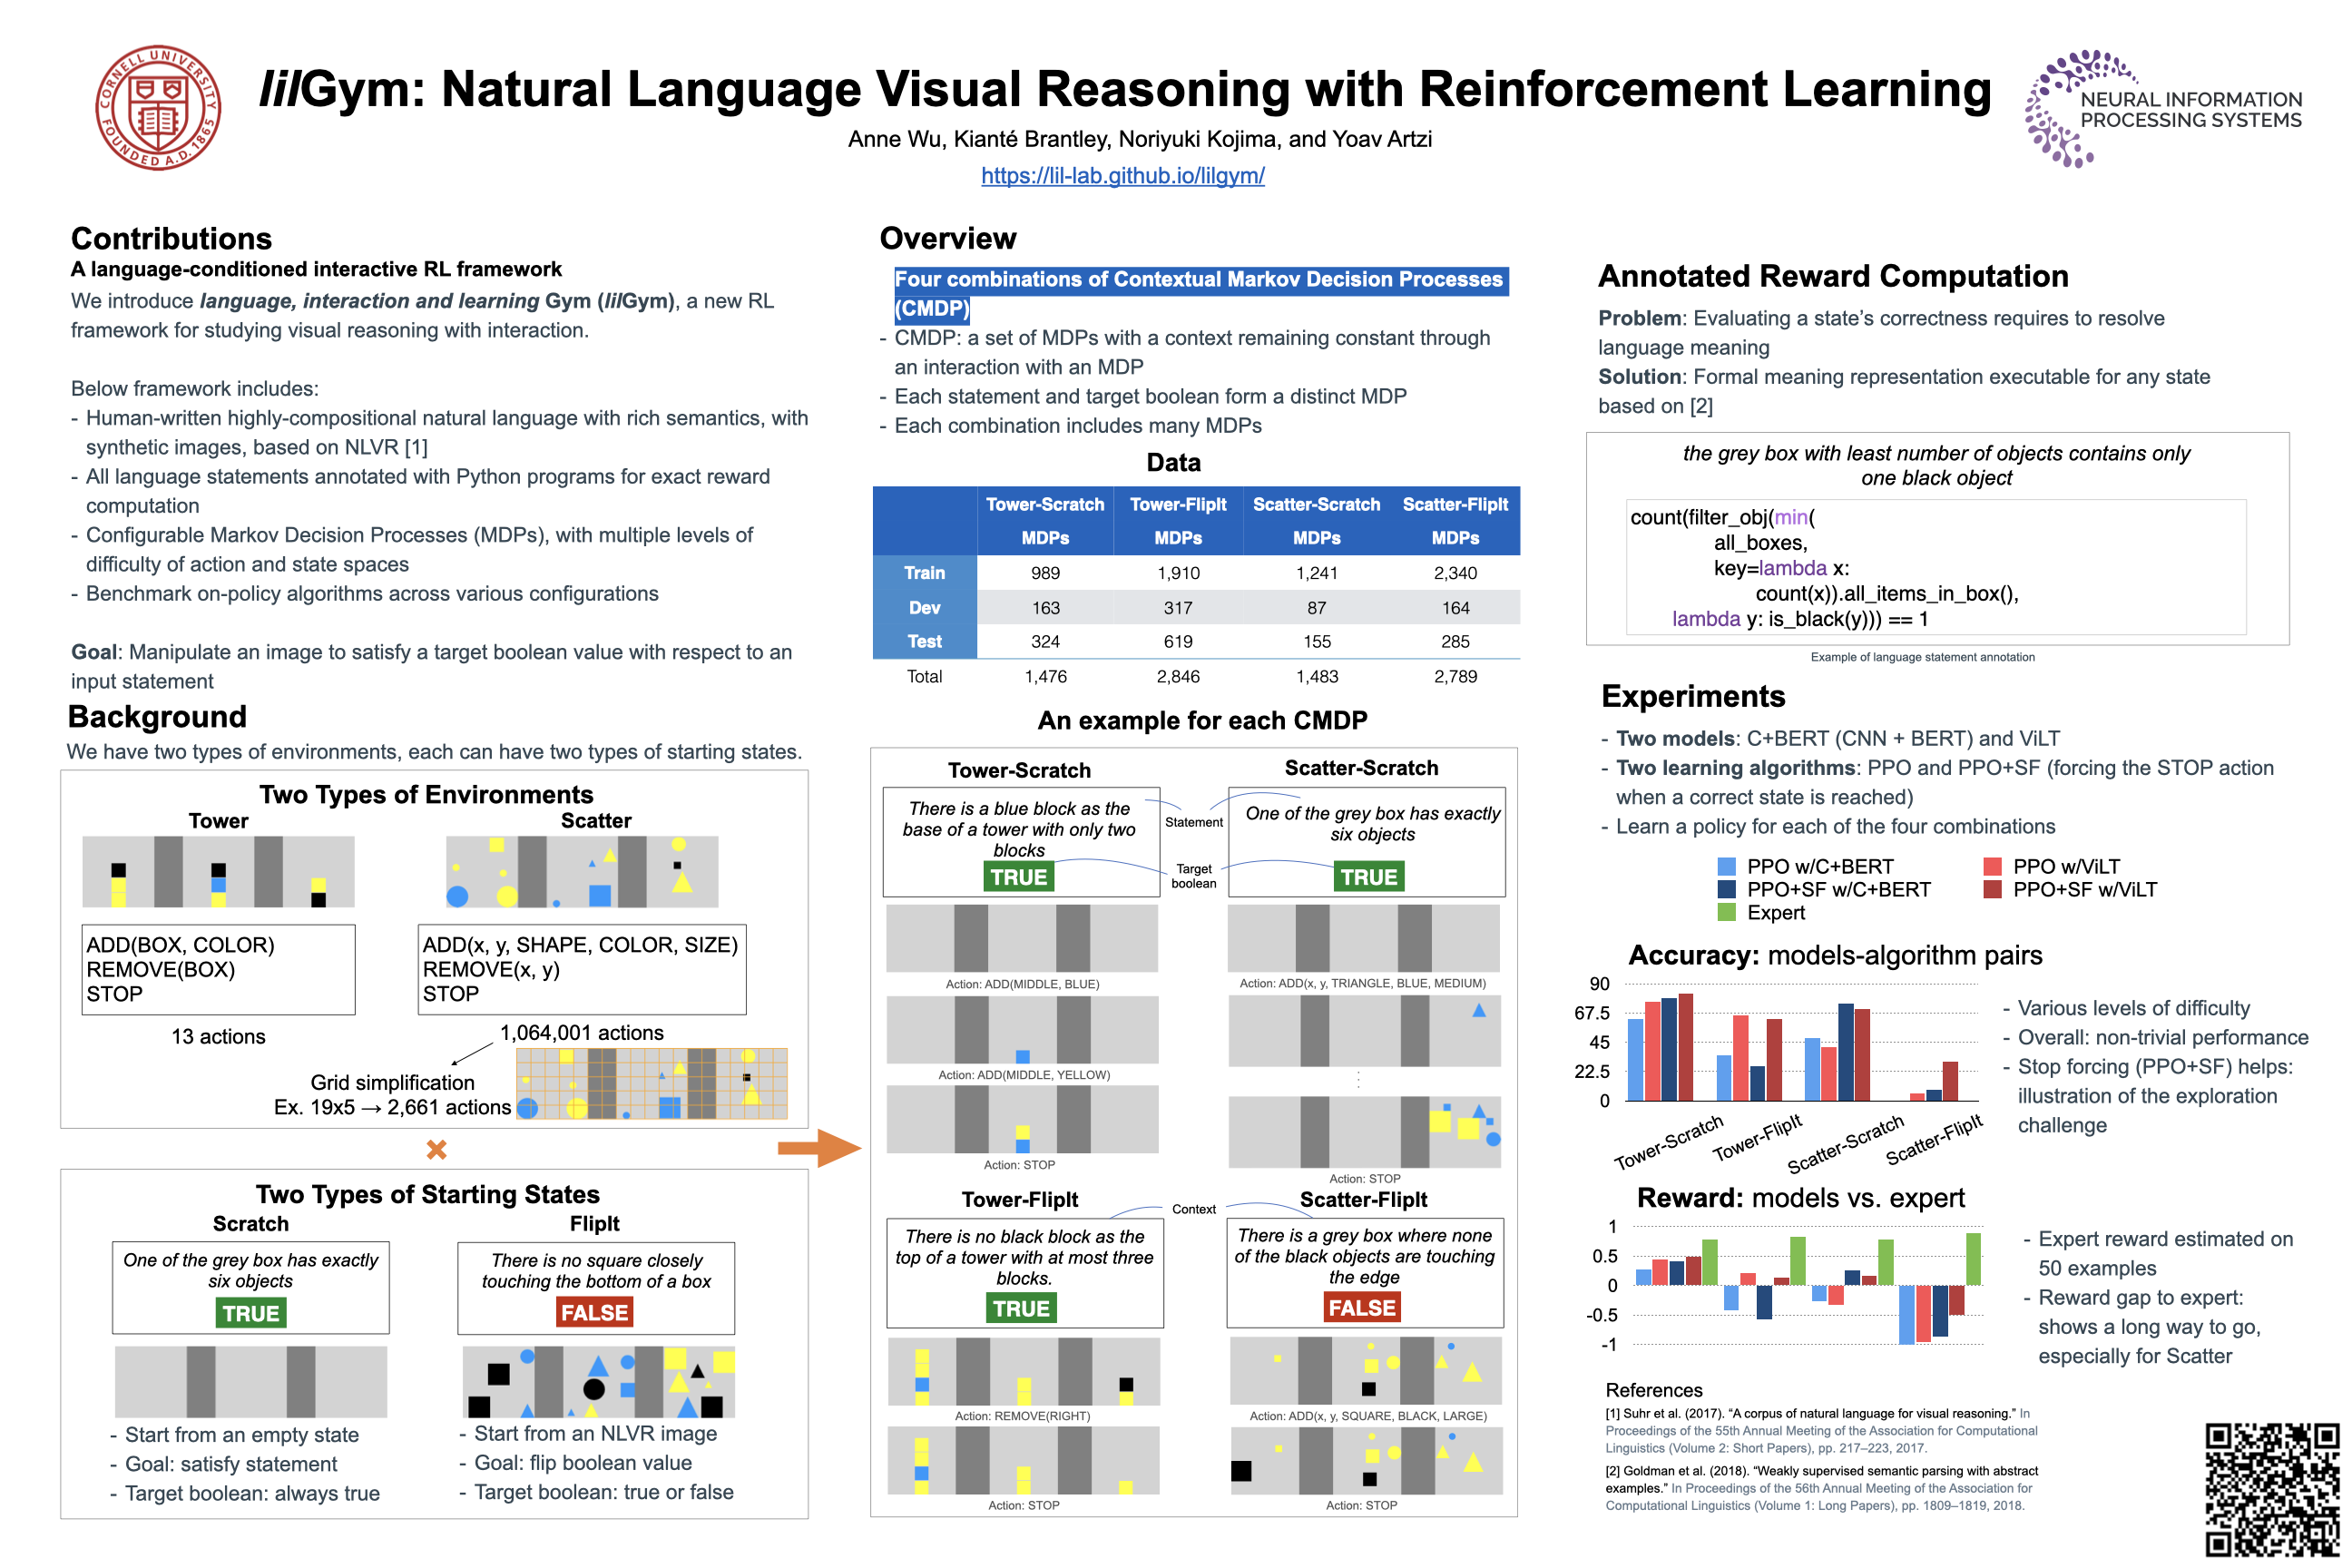 CORNELL UNIVERSITY
FOUNDED A.D. 1865
lilGym: Natural Language Visual Reasoning with Reinforcement Learning
Anne Wu, Kianté Brantley, Noriyuki Kojima, and Yoav Artzi
https://lil-lab.github.io/lilgym/
NEURAL INFORMATION
PROCESSING SYSTEMS
Contributions
A language-conditioned interactive RL framework
We introduce language, interaction and learning Gym (lilGym), a new RL
framework for studying visual reasoning with interaction.
Below framework includes:
- Human-written highly-compositional natural language with rich semantics, with
synthetic images, based on NLVR [1]
- All language statements annotated with Python programs for exact reward
computation
- Configurable Markov Decision Processes (MDPs), with multiple levels of
difficulty of action and state spaces
- Benchmark on-policy algorithms across various configurations
Goal: Manipulate an image to satisfy a target boolean value with respect to an
input statement
Background
We have two types of environments, each can have two types of starting states.
Two Types of Environments
Tower
Scatter
ADD(BOX, COLOR)
REMOVE(BOX)
STOP
13 actions
ADD(x, y, SHAPE, COLOR, SIZE)
REMOVE(x, y)
STOP
1,064,001 actions
Grid simplification
Ex. 19x5 → 2,661 actions
×
Two Types of Starting States
Scratch
One of the grey box has exactly
six objects
TRUE
- Start from an empty state
- Goal: satisfy statement
- Target boolean: always true
FlipIt
There is no square closely
touching the bottom of a box
FALSE
- Start from an NLVR image
- Goal: flip boolean value
- Target boolean: true or false
Overview
Four combinations of Contextual Markov Decision Processes
(CMDP)
- CMDP: a set of MDPs with a context remaining constant through
an interaction with an MDP
- Each statement and target boolean form a distinct MDP
- Each combination includes many MDPs
Data
Tower-Scratch Tower-FlipIt Scatter-Scratch Scatter-FlipIt
MDPs MDPs MDPs MDPs
Train 989 1,910 1,241 2,340
Dev 163 317 87 164
Test 324 619 155 285
Total 1,476 2,846 1,483 2,789
An example for each CMDP
Tower-Scratch
There is a blue block as the
base of a tower with only two
blocks
TRUE
Statement
Target
boolean
Scatter-Scratch
One of the grey box has exactly
six objects
TRUE
Action: ADD(MIDDLE, BLUE)
Action: ADD(MIDDLE, YELLOW)
Action: STOP
Action: ADD(x, y, TRIANGLE, BLUE, MEDIUM)
⋮
Action: STOP
Tower-FlipIt
There is no black block as the
top of a tower with at most three
blocks.
TRUE
Context
Scatter-FlipIt
There is a grey box where none
of the black objects are touching
the edge
FALSE
Action: REMOVE(RIGHT)
Action: STOP
Action: ADD(x, y, SQUARE, BLACK, LARGE)
Action: STOP
Annotated Reward Computation
Problem: Evaluating a state's correctness requires to resolve
language meaning
Solution: Formal meaning representation executable for any state
based on [2]
the grey box with least number of objects contains only
one black object
count(filter_obj(min(
all_boxes,
key=lambda x:
count(x)).all_items_in_box(),
lambda y: is_black(y))) == 1
Example of language statement annotation
Experiments
- Two models: C+BERT (CNN + BERT) and ViLT
- Two learning algorithms: PPO and PPO+SF (forcing the STOP action
when a correct state is reached)
- Learn a policy for each of the four combinations
PPO w/C+BERT PPO w/ViLT
PPO+SF w/C+BERT PPO+SF w/ViLT
Expert
Accuracy: models-algorithm pairs
90
67.5
45
22.5
0
Tower-Scratch
Tower-FlipIt
Scatter-Scratch
Scatter-FlipIt
- Various levels of difficulty
- Overall: non-trivial performance
- Stop forcing (PPO+SF) helps:
illustration of the exploration
challenge
Reward: models vs. expert
1
0.5
0
-0.5
-1
- Expert reward estimated on
50 examples
- Reward gap to expert:
shows a long way to go,
especially for Scatter
References
[1] Suhr et al. (2017). “A corpus of natural language for visual reasoning.” In
Proceedings of the 55th Annual Meeting of the Association for Computational
Linguistics (Volume 2: Short Papers), pp. 217–223, 2017.
[2] Goldman et al. (2018). “Weakly supervised semantic parsing with abstract
examples.” In Proceedings of the 56th Annual Meeting of the Association for
Computational Linguistics (Volume 1: Long Papers), pp. 1809–1819, 2018.